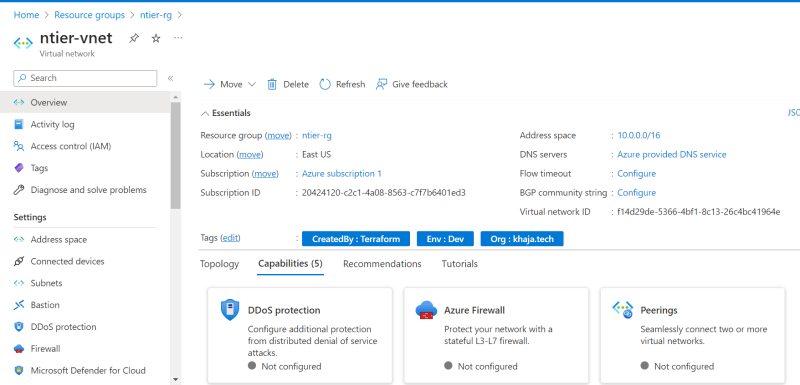 Home > Resource groups > ntier-rg >
ntier-vnet
Virtual network
Search
Overview
Activity log
Access control (IAM)
Tags
Diagnose and solve problems
Settings
Address space
Connected devices
Subnets
Bastion
DDoS protection
Firewall
Microsoft Defender for Cloud
Move
Delete
Refresh
Give feedback
Essentials
JSO
Resource group (move) : ntier-rg
Location (move) : East US
Subscription (move) : Azure subscription 1
Subscription ID : 20424120-c2c1-4a08-8563-c7f7b6401ed3
Address space : 10.0.0.0/16
DNS servers : Azure provided DNS service
Flow timeout : Configure
BGP community string : Configure
Virtual network ID : f14d29de-5366-4bf1-8c13-26c4bc41964e
Tags (edit) : CreatedBy : Terraform Env : Dev Org : khaja.tech
Topology Capabilities (5) Recommendations Tutorials
DDoS protection
Configure additional protection
from distributed denial of service
attacks.
Not configured
Azure Firewall
Protect your network with a
stateful L3-L7 firewall.
Not configured
Peerings
Seamlessly connect two or more
virtual networks.
Not configured